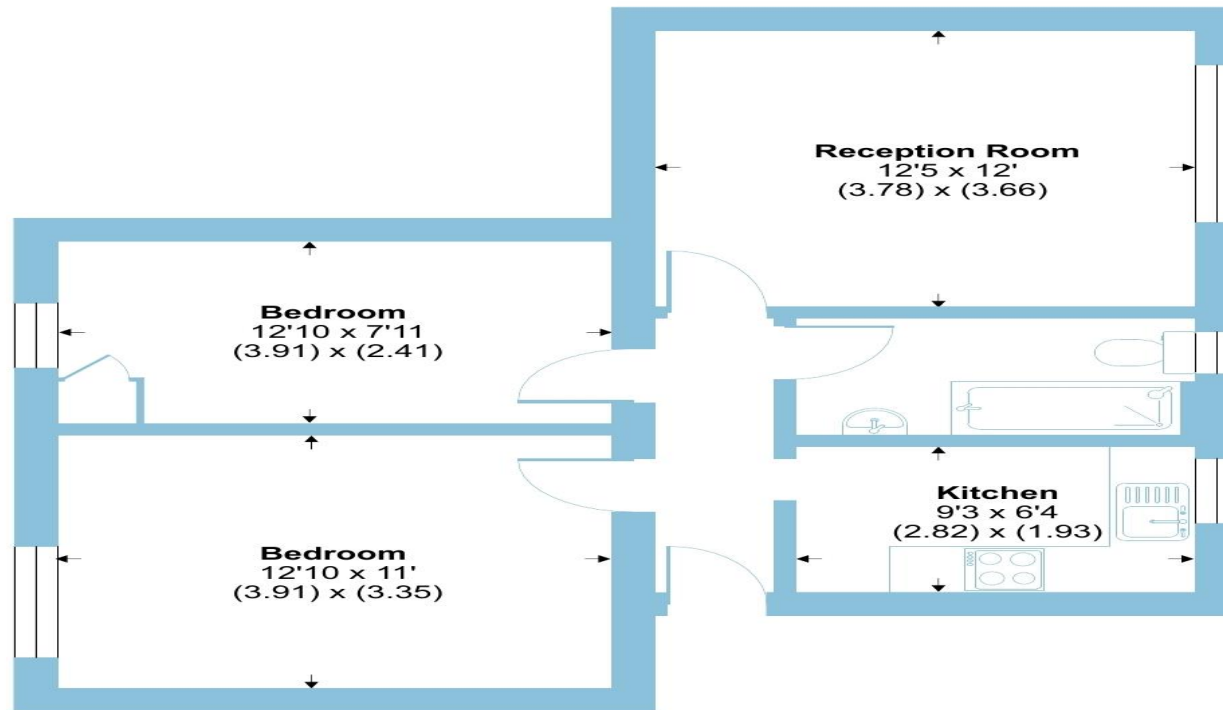 Reception Room
12'5 x 12'
(3.78) x (3.66)
Bedroom
12'10 x 7'11
(3.91) x (2.41)
Bedroom
12'10 x 11'
(3.91) x (3.35)
Kitchen
9'3 x 6'4
(2.82) x (1.93)